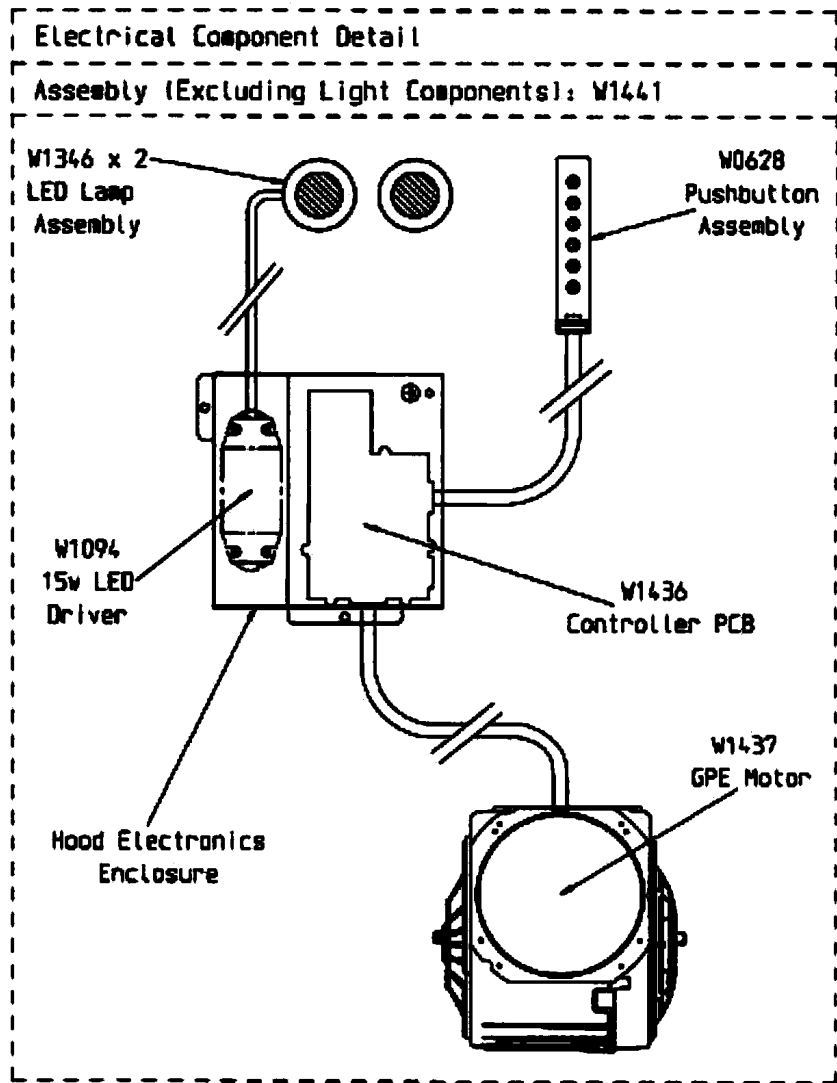 Electrical Component Detail
Assembly (Excluding Light Components): W1441
W1346 x 2
LED Lamp
Assembly
W0628
Pushbutton
Assembly
W1094
15w LED
Driver
W1436
Controller PCB
W1437
GPE Motor
Hood Electronics
Enclosure